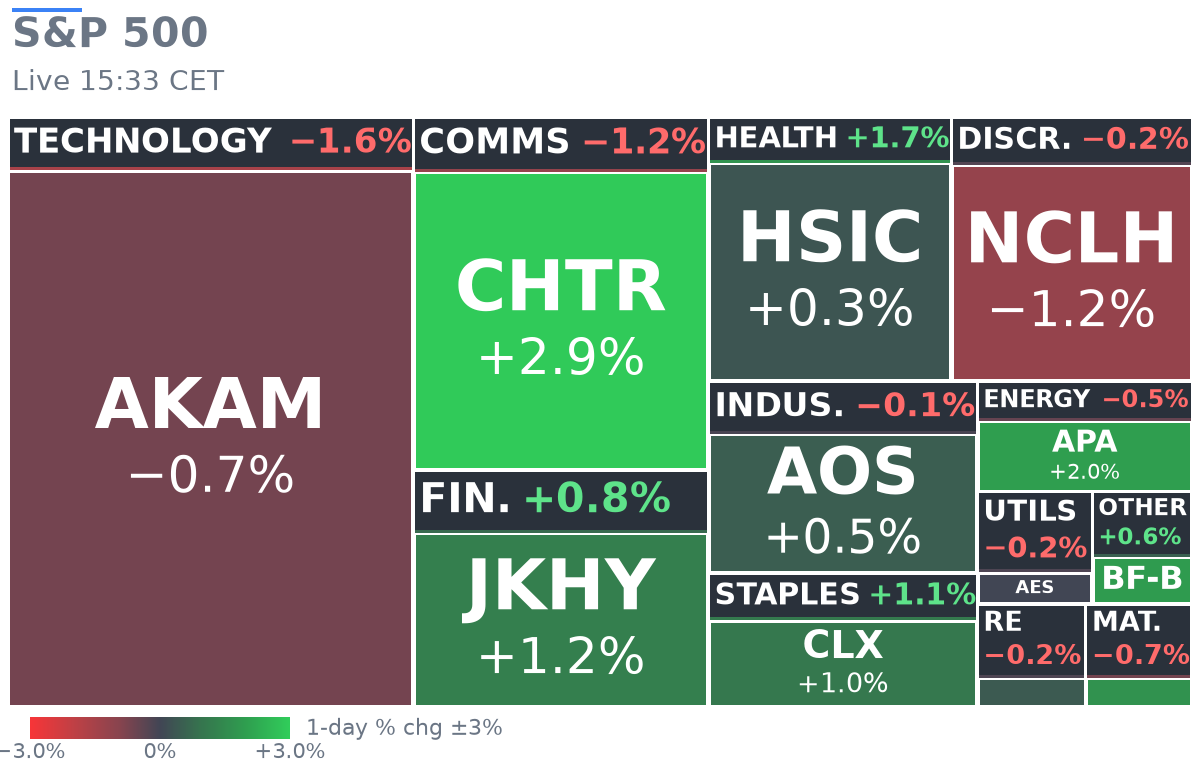 S&P 500
Live 15:33 CET
TECHNOLOGY −1.6%
AKAM
−0.7%
COMMS −1.2%
CHTR
+2.9%
FIN. +0.8%
JKHY
+1.2%
HEALTH +1.7%
HSIC
+0.3%
DISCR. −0.2%
NCLH
−1.2%
INDUS. −0.1%
AOS
+0.5%
STAPLES +1.1%
CLX
+1.0%
ENERGY −0.5%
APA
+2.0%
UTILS
−0.2%
AES
OTHER
+0.6%
BF-B
RE
−0.2%
MAT.
−0.7%
1-day % chg ±3%
−3.0% 0% +3.0%